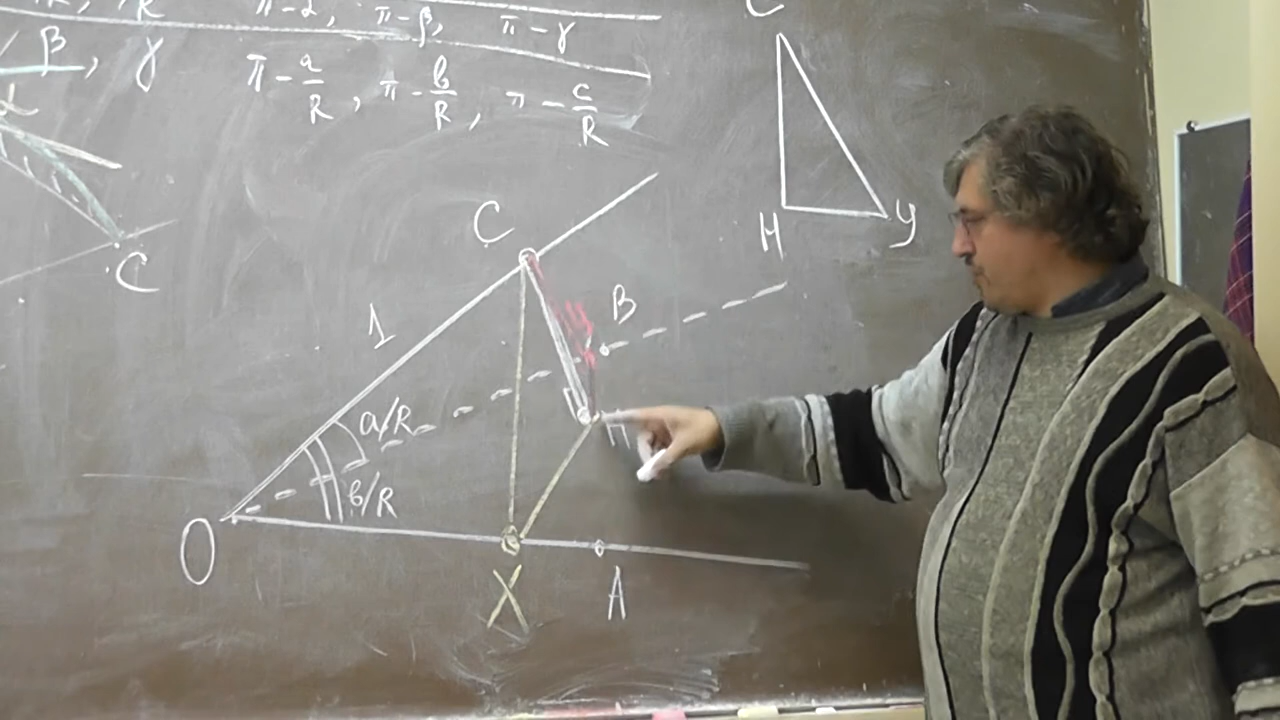 π-α, π-β, π-γ
β, γ
π-a/R, π-b/R, π-c/R
α
C
C
H
y
C
B
1
a/R
b/R
H
O
X
A